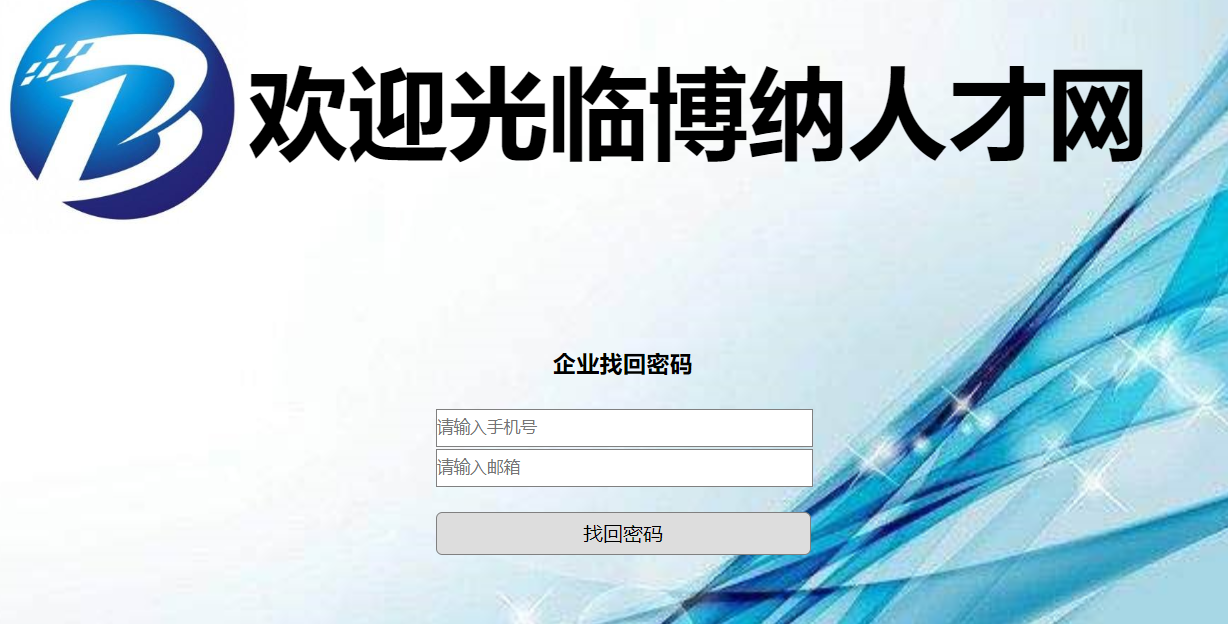 欢迎光临博纳人才网
企业找回密码
请输入手机号
请输入邮箱
找回密码